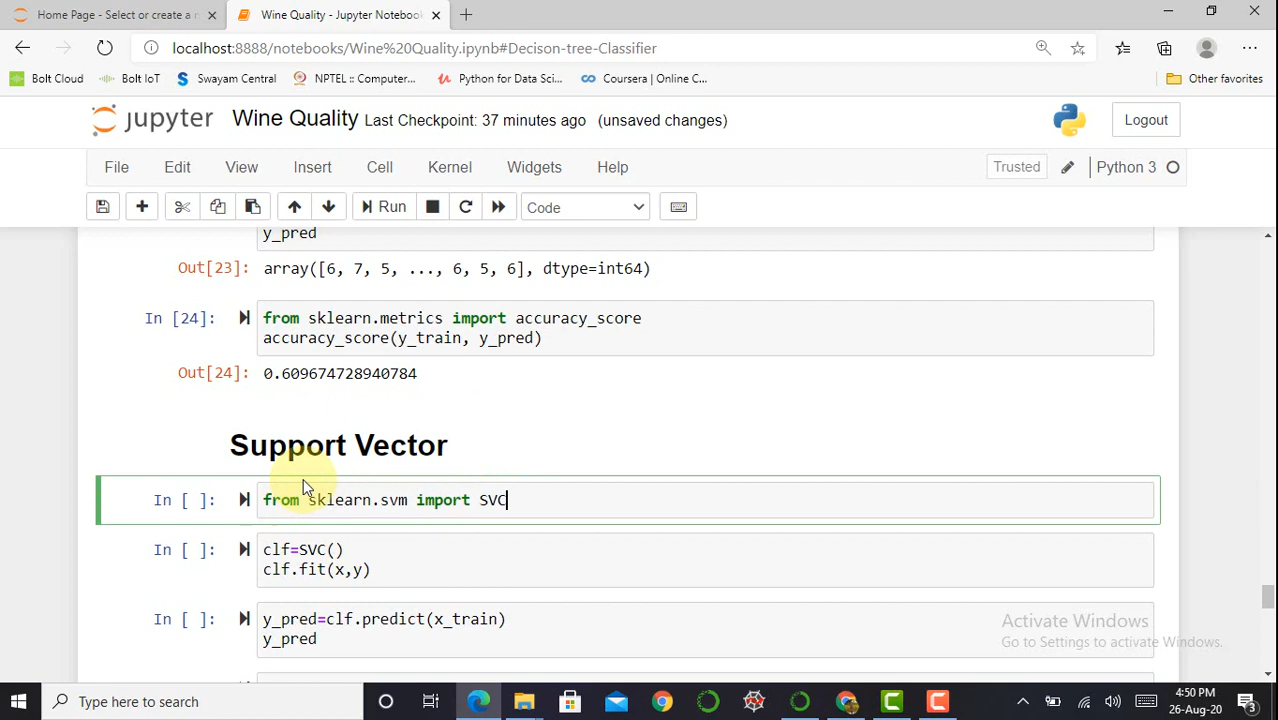 Home Page - Select or create a n
Wine Quality - Jupyter Notebook
localhost:8888/notebooks/Wine%20Quality.ipynb#Decison-tree-Classifier
Bolt Cloud
Bolt IoT
Swayam Central
NPTEL :: Computer...
Python for Data Sci...
Coursera | Online C...
Other favorites
jupyter
Wine Quality
Last Checkpoint: 37 minutes ago
(unsaved changes)
Logout
File
Edit
View
Insert
Cell
Kernel
Widgets
Help
Trusted
Python 3
Run
Code
y_pred
Out[23]:
array([6, 7, 5, ..., 6, 5, 6], dtype=int64)
In [24]:
from sklearn.metrics import accuracy_score
accuracy_score(y_train, y_pred)
Out[24]:
0.609674728940784
Support Vector
In [ ]:
from sklearn.svm import SVC
In [ ]:
clf=SVC()
clf.fit(x,y)
In [ ]:
y_pred=clf.predict(x_train)
y_pred
Activate Windows
Go to Settings to activate Windows.
Type here to search
4:50 PM
26-Aug-20
3